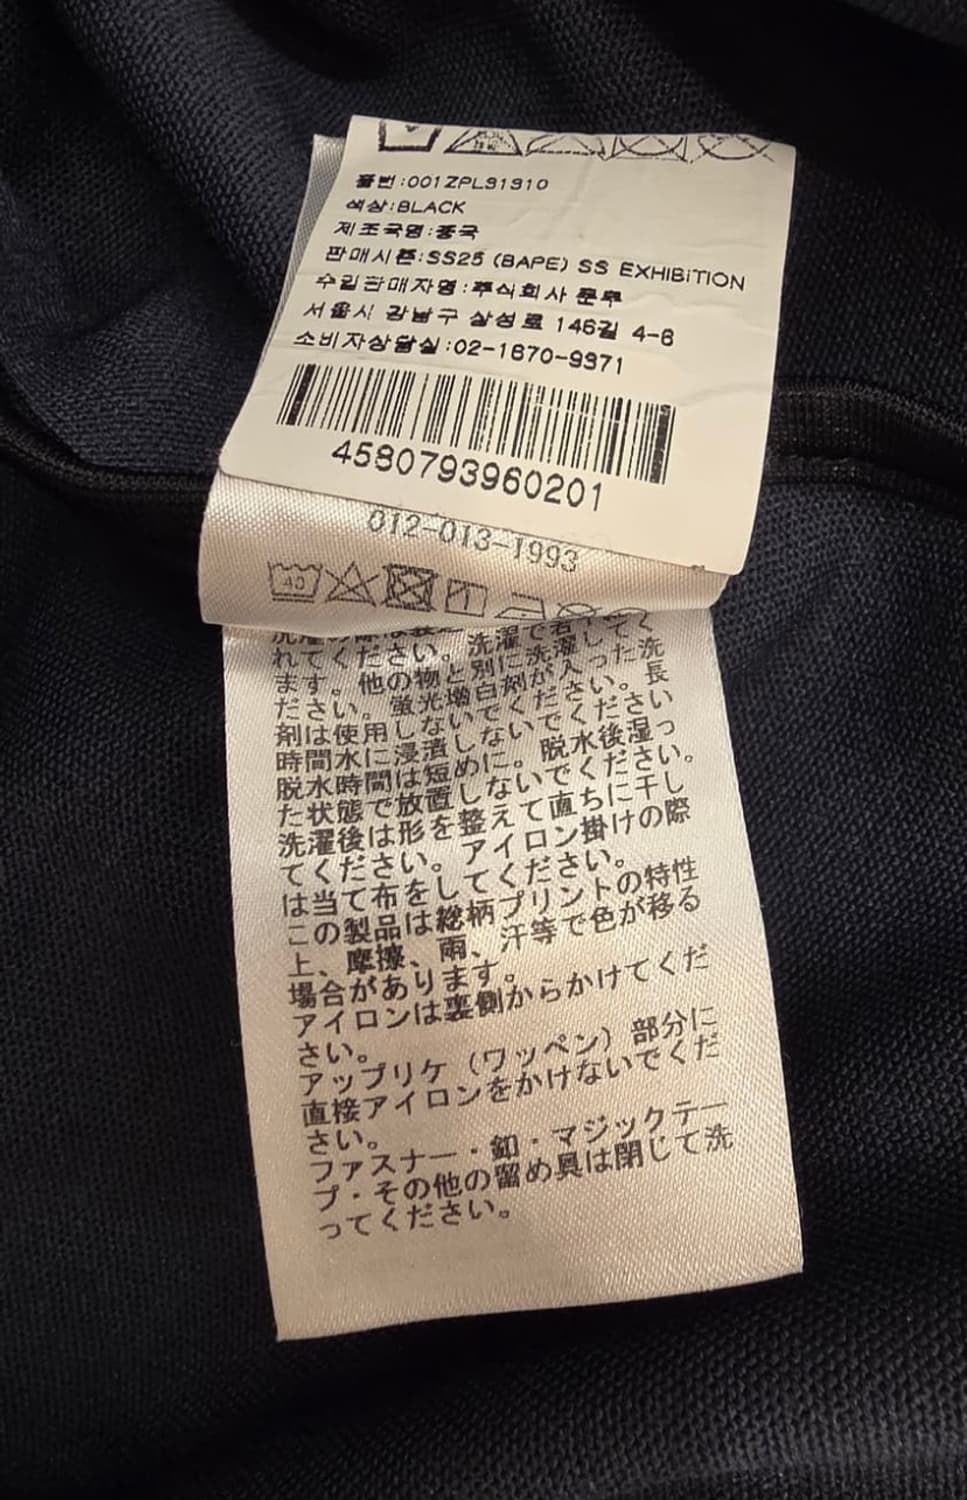 품번:001ZPL31310
색상:BLACK
제조국명:중국
판매시즌:SS25 (BAPE) SS EXHIBITION
수입판매자명:주식회사 문무
서울시 강남구 삼성로 146길 4-6
소비자상담실:02-1670-9371
4580793960201
012-013-1993
40
れてください。洗濯で
ます。他の物と別に洗濯してく
ださい。蛍光増白剤が入った洗
剤は使用しないでください。長
時間水に浸漬しないでください
脱水時間は短めに。脱水後湿っ
た状態で放置しないでください。
洗濯後は形を整えて直ちに干し
てください。アイロン掛けの際
は当て布をしてください。
この製品は総柄プリントの特性
上、摩擦、雨、汗等で色が移る
場合があります。
アイロンは裏側からかけてくだ
さい。
アップリケ（ワッペン）部分に
直接アイロンをかけないでくだ
さい。
ファスナー・釦・マジックテー
プ・その他の留め具は閉じて洗
ってください。